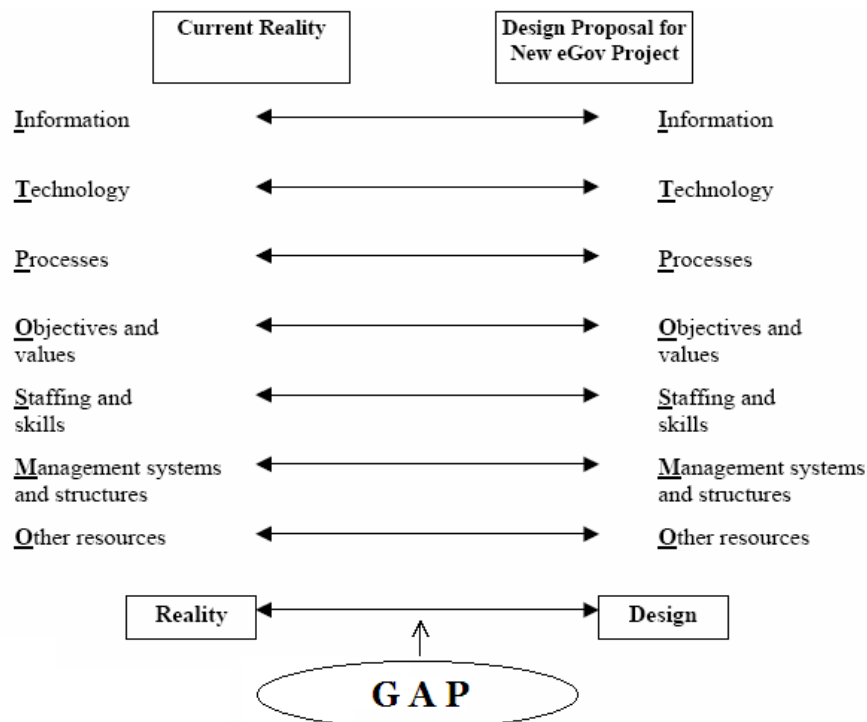 Current Reality
Design Proposal for
New eGov Project
Information
Information
Technology
Technology
Processes
Processes
Objectives and
values
Objectives and
values
Staffing and
skills
Staffing and
skills
Management systems
and structures
Management systems
and structures
Other resources
Other resources
Reality
Design
G A P